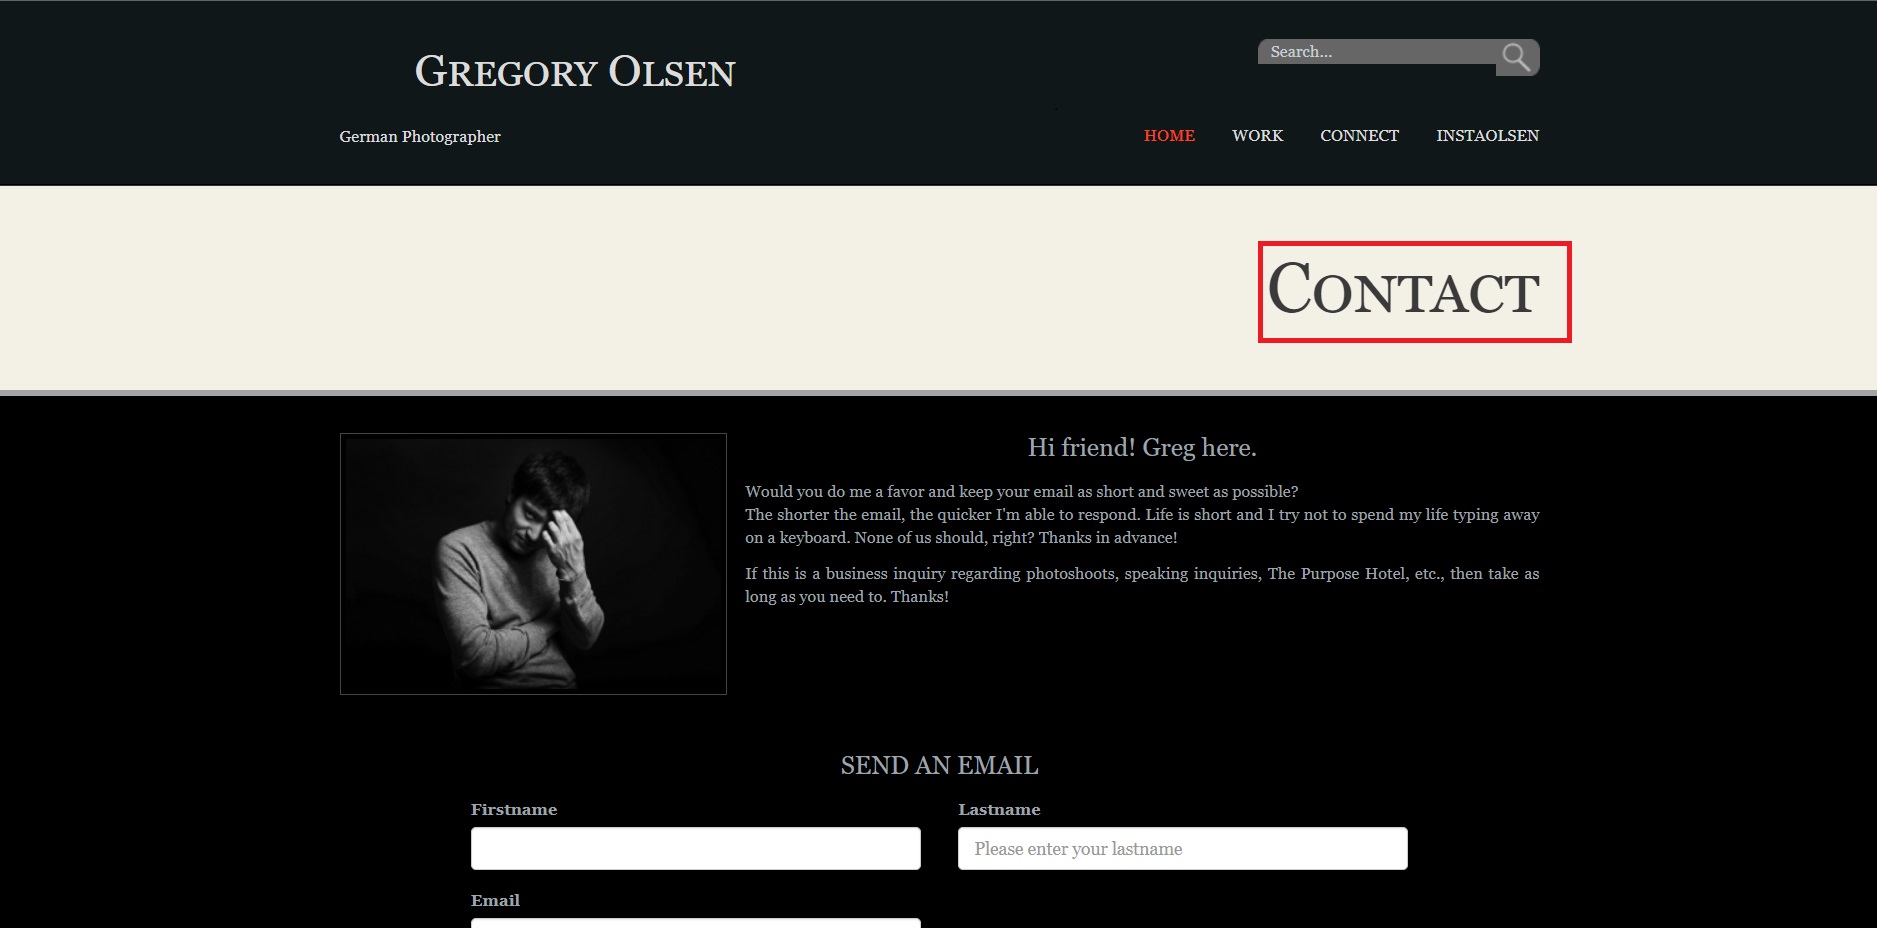 GREGORY OLSEN
Search...
German Photographer
HOME WORK CONNECT INSTAOLSEN
CONTACT
Hi friend! Greg here.
Would you do me a favor and keep your email as short and sweet as possible?
The shorter the email, the quicker I'm able to respond. Life is short and I try not to spend my life typing away
on a keyboard. None of us should, right? Thanks in advance!
If this is a business inquiry regarding photoshoots, speaking inquiries, The Purpose Hotel, etc., then take as
long as you need to. Thanks!
SEND AN EMAIL
Firstname Lastname
Please enter your lastname
Email